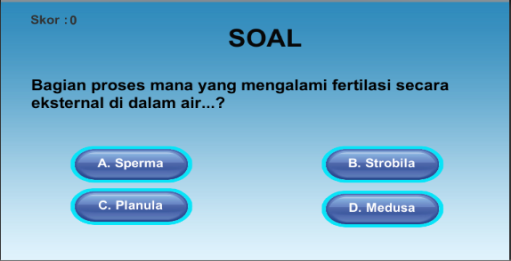 Skor : 0
SOAL
Bagian proses mana yang mengalami fertilasi secara
eksternal di dalam air...?
A. Sperma
B. Strobila
C. Planula
D. Medusa